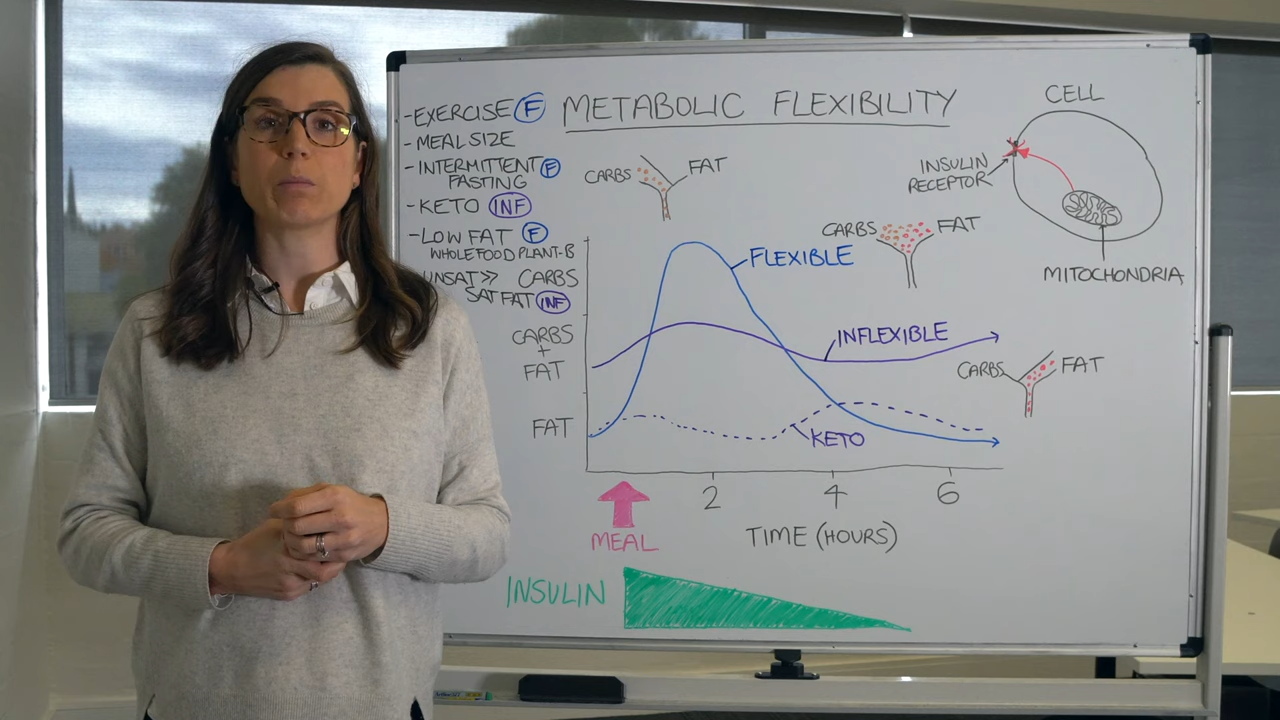 METABOLIC FLEXIBILITY
-EXERCISE F
-MEAL SIZE
-INTERMITTENT F
FASTING
-KETO INF
-LOW FAT F
WHOLEFOOD PLANT-B
UNSAT >> CARBS
SAT FAT INF
CARBS
+
FAT
FAT
CARBS FAT
FLEXIBLE
INFLEXIBLE
KETO
CARBS FAT
CARBS FAT
CELL
INSULIN
RECEPTOR
MITOCHONDRIA
2 4 6
TIME (HOURS)
MEAL
INSULIN